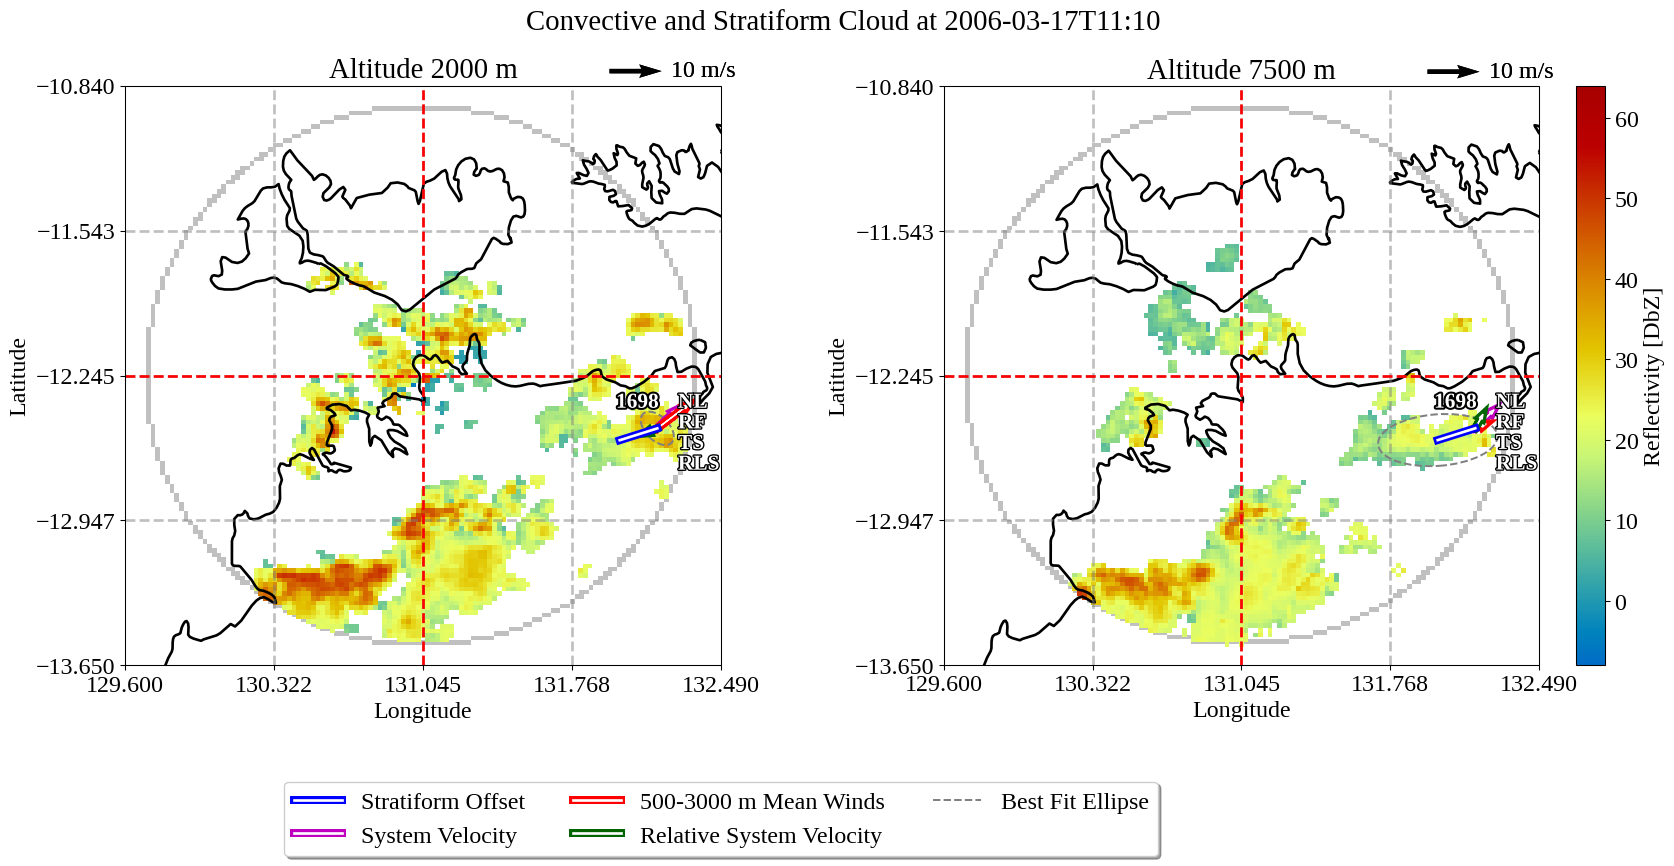 Convective and Stratiform Cloud at 2006-03-17T11:10
Altitude 2000 m
10 m/s
−10.840
−11.543
−12.245
−12.947
−13.650
129.600
130.322
131.045
131.768
132.490
Longitude
Latitude
1698
NL
RF
TS
RLS
Altitude 7500 m
10 m/s
−10.840
−11.543
−12.245
−12.947
−13.650
129.600
130.322
131.045
131.768
132.490
Longitude
Latitude
1698
NL
RF
TS
RLS
60
50
40
30
20
10
0
Reflectivity [DbZ]
Stratiform Offset
System Velocity
500-3000 m Mean Winds
Relative System Velocity
Best Fit Ellipse